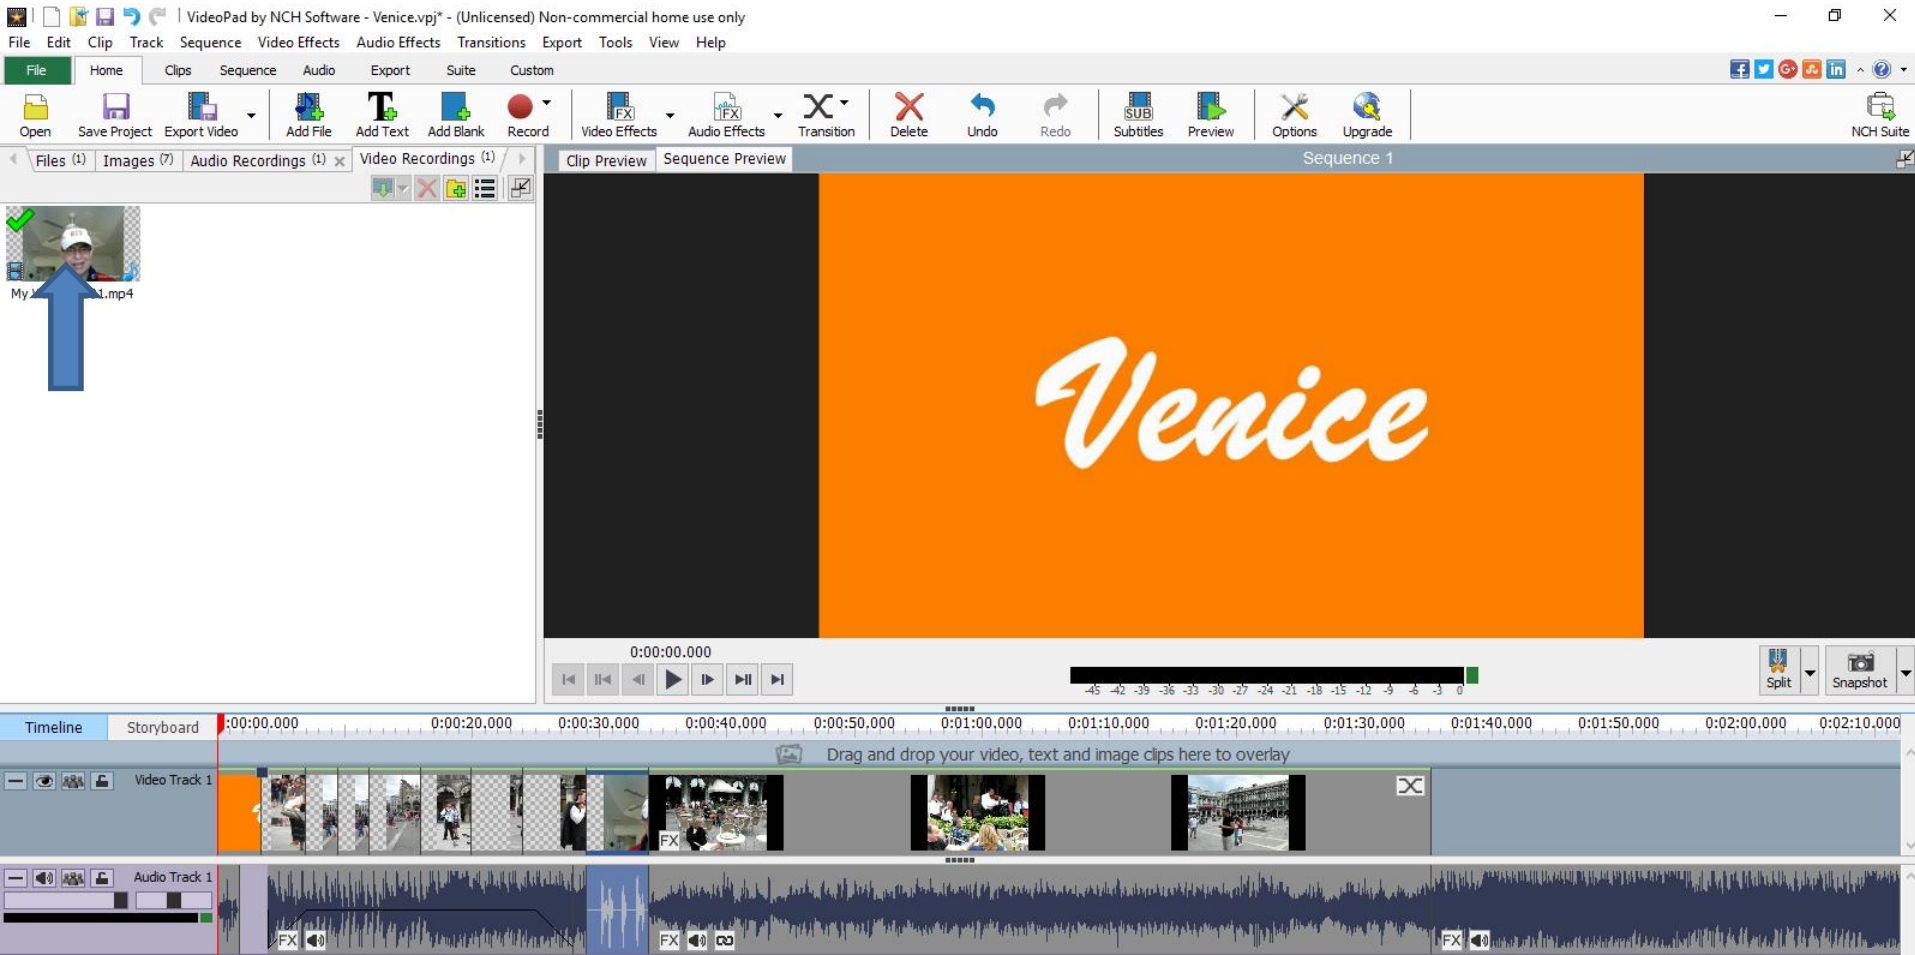 VideoPad by NCH Software - Venice.vpj* - (Unlicensed) Non-commercial home use only
File Edit Clip Track Sequence Video Effects Audio Effects Transitions Export Tools View Help
File Home Clips Sequence Audio Export Suite Custom
Open Save Project Export Video Add File Add Text Add Blank Record Video Effects Audio Effects Transition Delete Undo Redo Subtitles Preview Options Upgrade NCH Suite
Files (1) Images (7) Audio Recordings (1) Video Recordings (1)
Clip Preview Sequence Preview Sequence 1
My 1.mp4
Venice
0:00:00.000
-45 -42 -39 -36 -33 -30 -27 -24 -21 -18 -15 -12 -9 -6 -3 0
Split Snapshot
Timeline Storyboard :00:00.000 0:00:20.000 0:00:30.000 0:00:40.000 0:00:50.000 0:01:00.000 0:01:10.000 0:01:20.000 0:01:30.000 0:01:40.000 0:01:50.000 0:02:00.000 0:02:10.000
Drag and drop your video, text and image clips here to overlay
Video Track 1
FX
Audio Track 1
FX FX FX